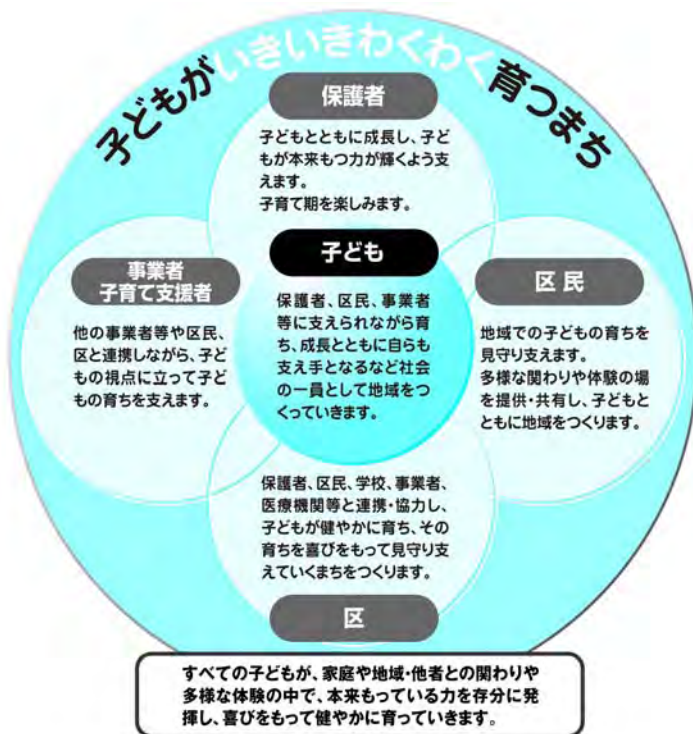 子どもがいきいきわくわく育つまち
保護者
子どもとともに成長し、子ど
もが本来もつ力が輝くよう支
えます。
子育て期を楽しみます。
子ども
保護者、区民、事業者
等に支えられながら育
ち、成長とともに自らも
支え手となるなど社会
の一員として地域をつ
くっていきます。
事業者
子育て支援者
他の事業者等や区民、
区と連携しながら、子ど
もの視点に立って子ど
もの育ちを支えます。
区民
地域での子どもの育ちを
見守り支えます。
多様な関わりや体験の場
を提供・共有し、子どもと
ともに地域をつくります。
保護者、区民、学校、事業者、
医療機関等と連携・協力し、
子どもが健やかに育ち、その
育ちを喜びをもって見守り支
えていくまちをつくります。
区
すべての子どもが、家庭や地域・他者との関わりや
多様な体験の中で、本来もっている力を存分に発
揮し、喜びをもって健やかに育っていきます。